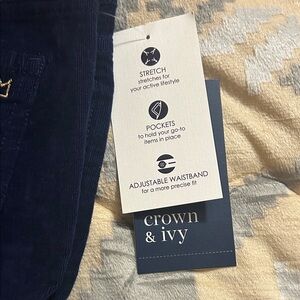 STRETCH
stretches for
your active lifestyle
POCKETS
to hold your go-to
items in place
ADJUSTABLE WAISTBAND
for a more precise fit
crown
& ivy